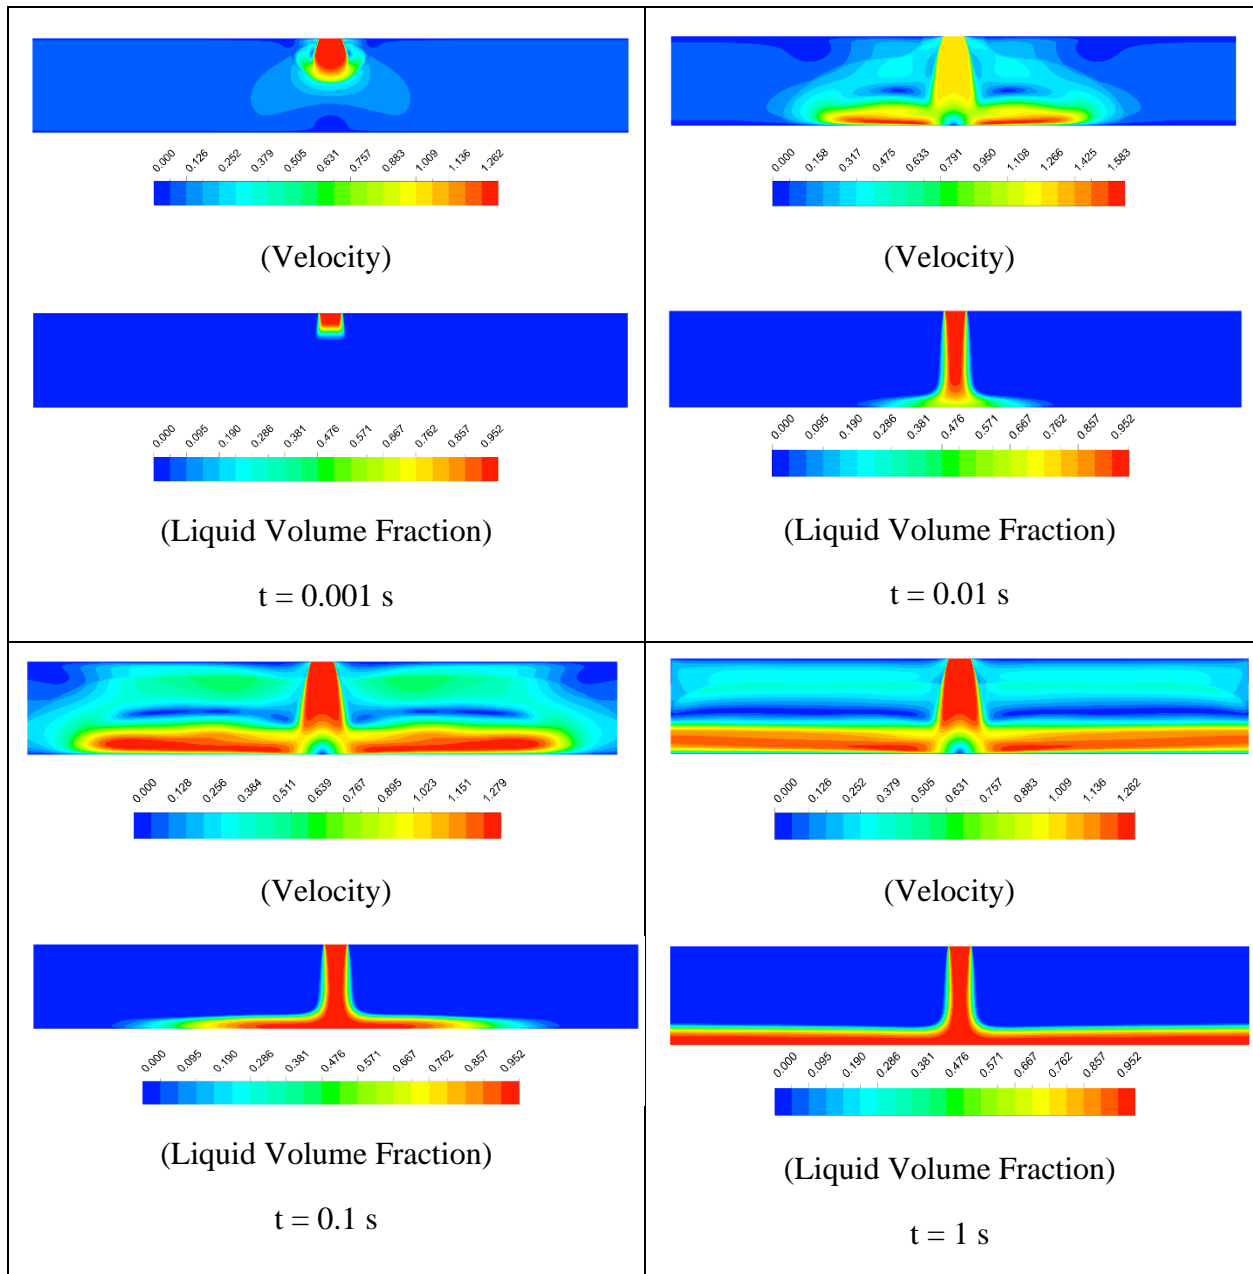 0.000 0.126 0.252 0.379 0.505 0.631 0.757 0.883 1.009 1.136 1.262
(Velocity)
0.000 0.095 0.190 0.286 0.381 0.476 0.571 0.667 0.762 0.857 0.952
(Liquid Volume Fraction)
t = 0.001 s
0.000 0.158 0.317 0.475 0.633 0.791 0.950 1.108 1.266 1.425 1.583
(Velocity)
0.000 0.095 0.190 0.286 0.381 0.476 0.571 0.667 0.762 0.857 0.952
(Liquid Volume Fraction)
t = 0.01 s
0.000 0.128 0.256 0.384 0.511 0.639 0.767 0.895 1.023 1.151 1.279
(Velocity)
0.000 0.095 0.190 0.286 0.381 0.476 0.571 0.667 0.762 0.857 0.952
(Liquid Volume Fraction)
t = 0.1 s
0.000 0.126 0.252 0.379 0.505 0.631 0.757 0.883 1.009 1.136 1.262
(Velocity)
0.000 0.095 0.190 0.286 0.381 0.476 0.571 0.667 0.762 0.857 0.952
(Liquid Volume Fraction)
t = 1 s